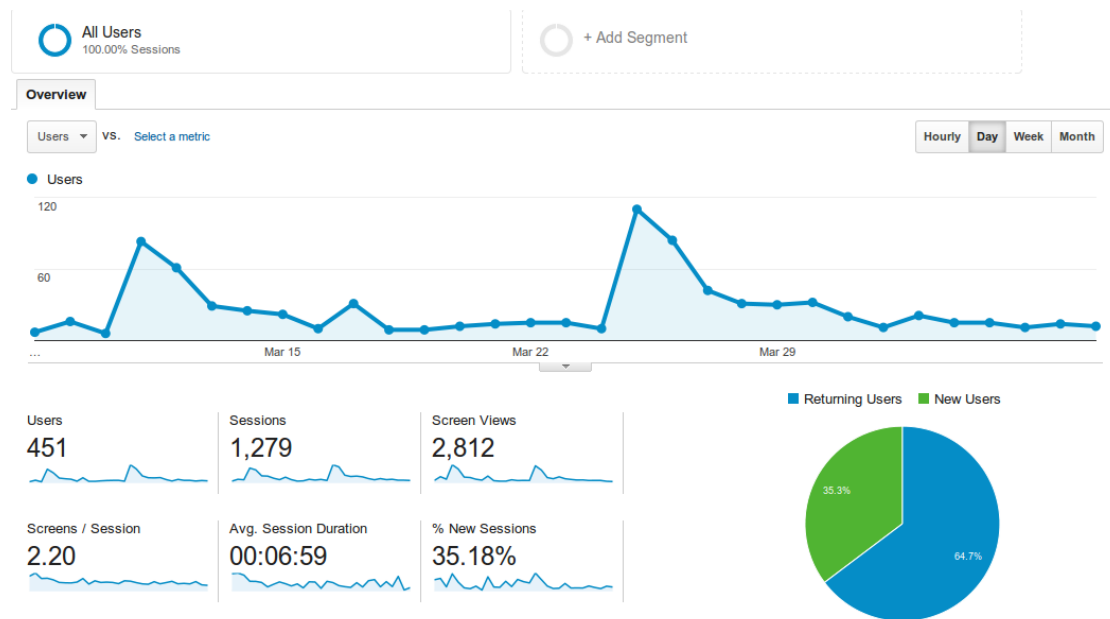 All Users
100.00% Sessions
+ Add Segment
Overview
Users vs. Select a metric
Hourly Day Week Month
Users
120
60
... Mar 15 Mar 22 Mar 29
Returning Users New Users
Users Sessions Screen Views
451 1,279 2,812
35.3%
Screens / Session Avg. Session Duration % New Sessions
2.20 00:06:59 35.18%
64.7%